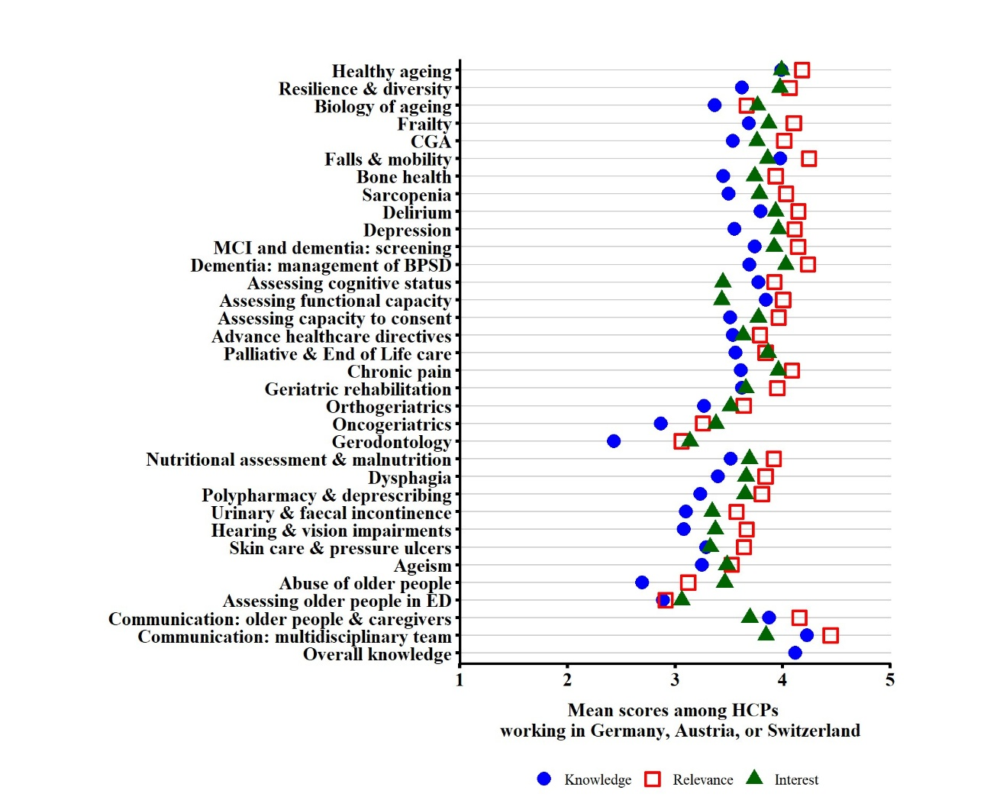 Healthy ageing
Resilience & diversity
Biology of ageing
Frailty
CGA
Falls & mobility
Bone health
Sarcopenia
Delirium
Depression
MCI and dementia: screening
Dementia: management of BPSD
Assessing cognitive status
Assessing functional capacity
Assessing capacity to consent
Advance healthcare directives
Palliative & End of Life care
Chronic pain
Geriatric rehabilitation
Orthogeriatrics
Oncogeriatrics
Gerodontology
Nutritional assessment & malnutrition
Dysphagia
Polypharmacy & deprescribing
Urinary & faecal incontinence
Hearing & vision impairments
Skin care & pressure ulcers
Ageism
Abuse of older people
Assessing older people in ED
Communication: older people & caregivers
Communication: multidisciplinary team
Overall knowledge
1 2 3 4 5
Mean scores among HCPs
working in Germany, Austria, or Switzerland
Knowledge Relevance Interest